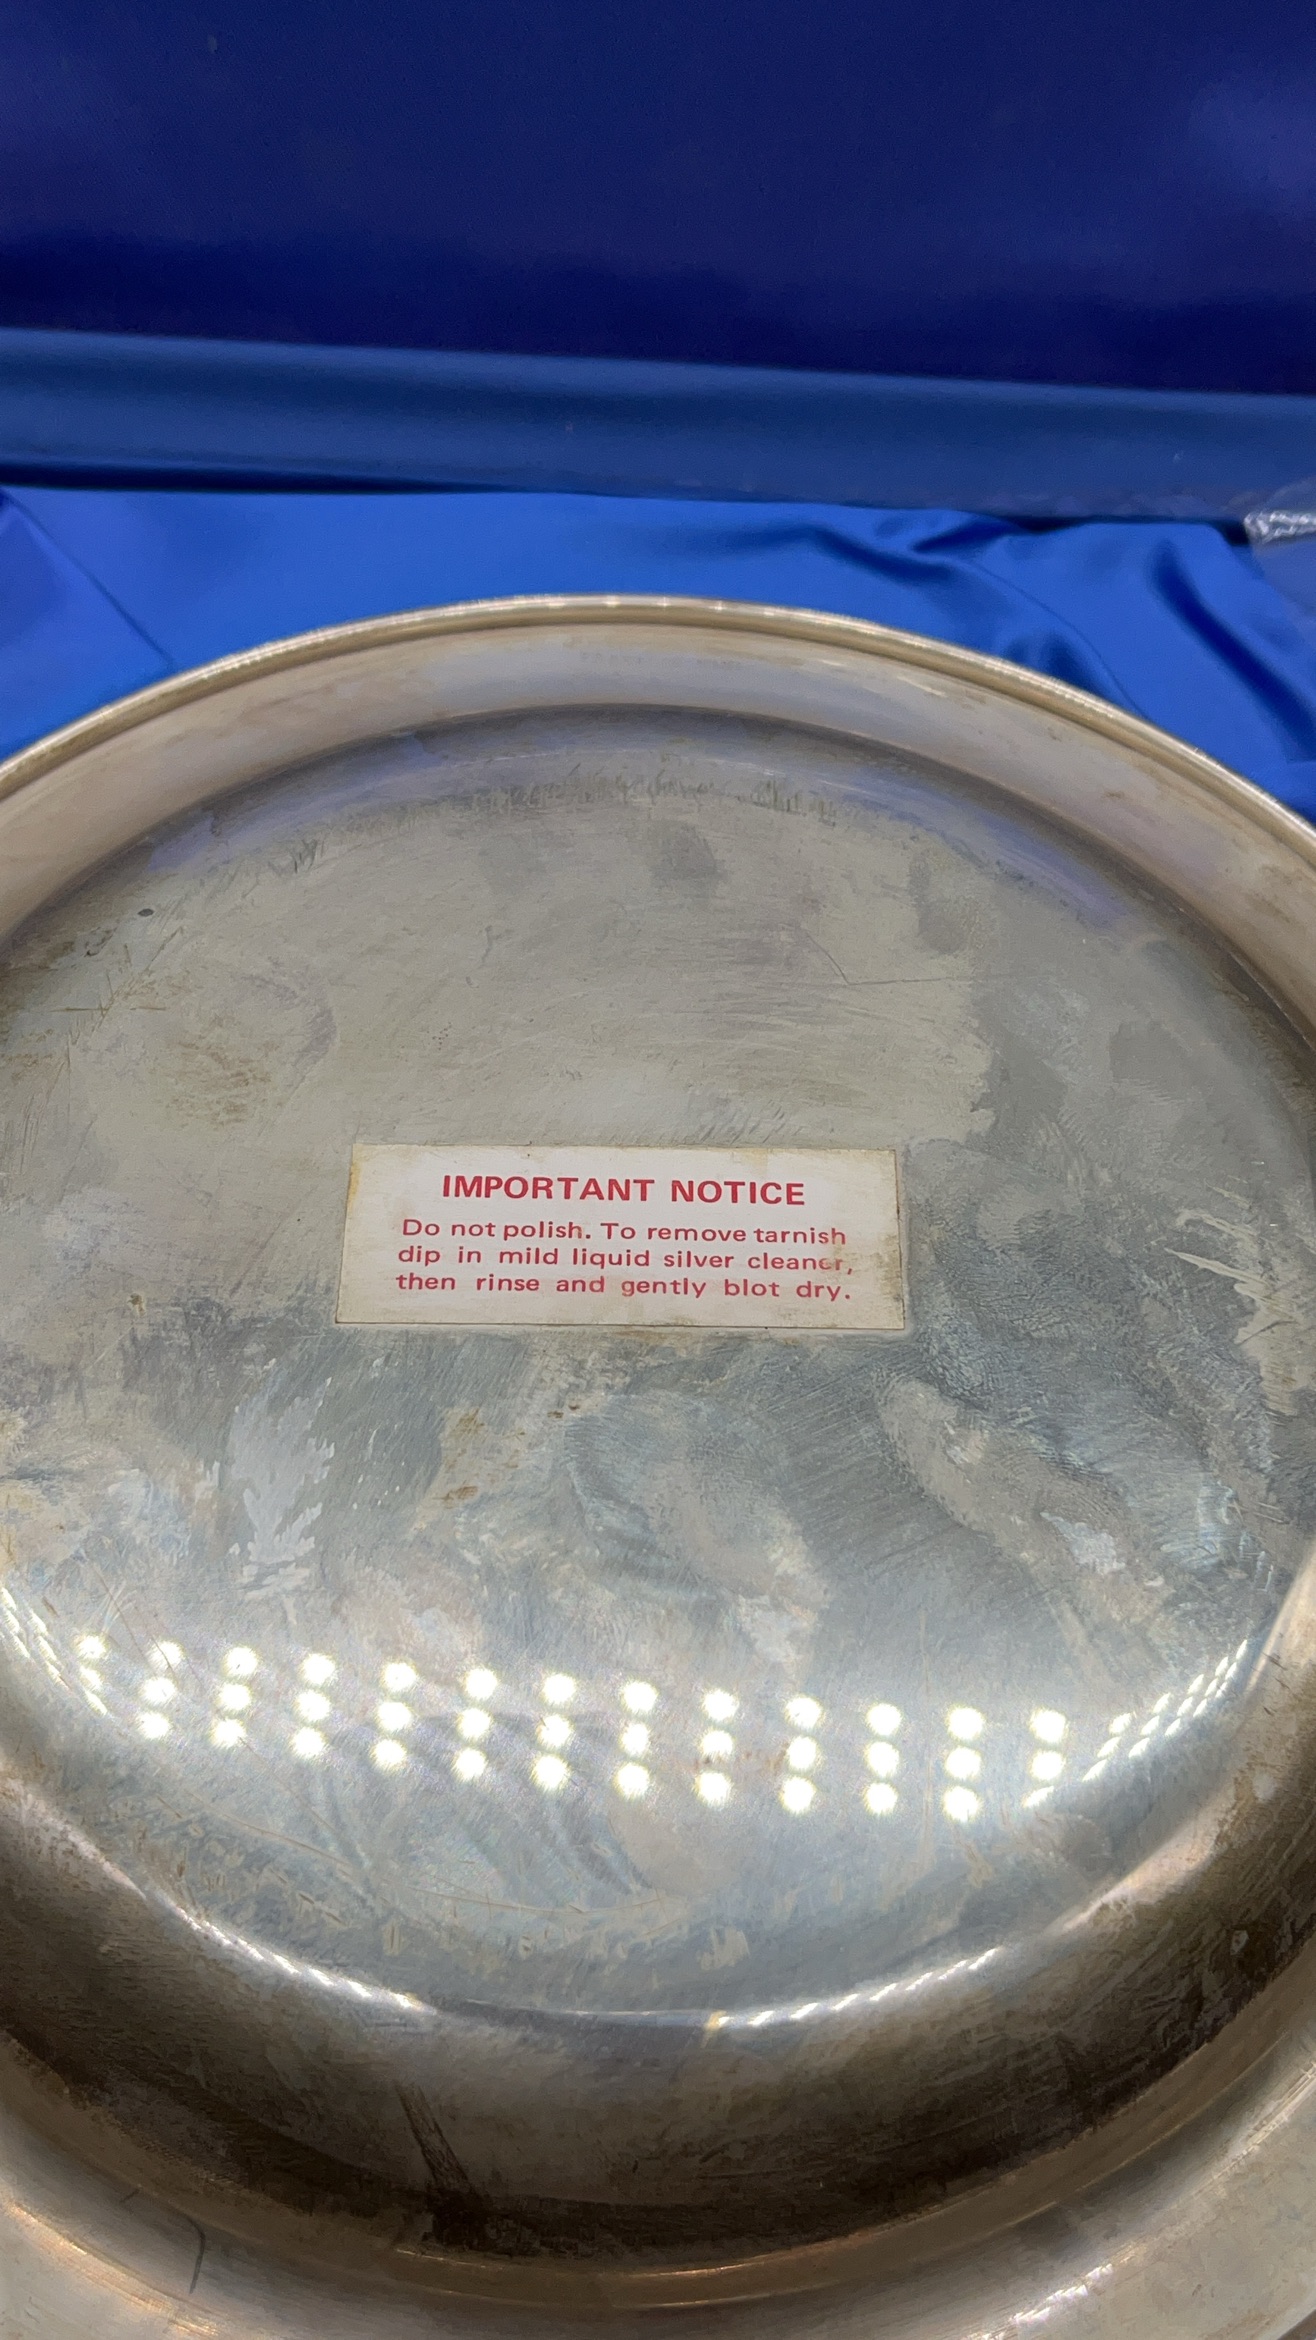 IMPORTANT NOTICE
Do not polish. To remove tarnish
dip in mild liquid silver cleaner,
then rinse and gently blot dry.